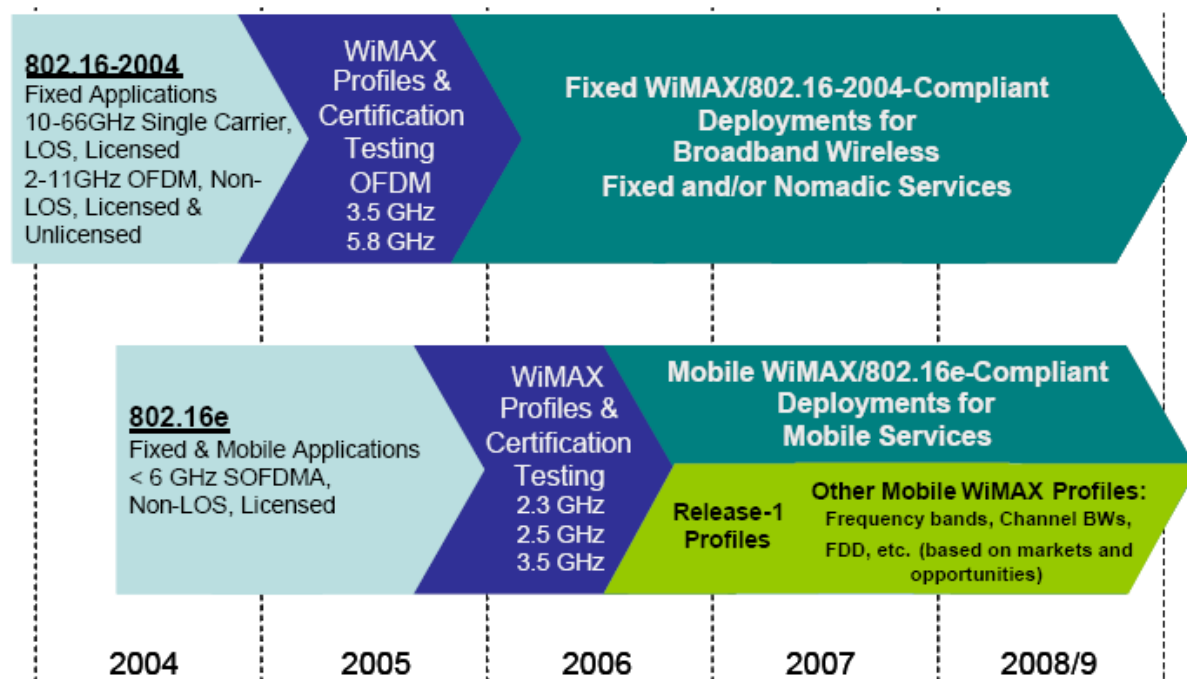 802.16-2004
Fixed Applications
10-66GHz Single Carrier,
LOS, Licensed
2-11GHz OFDM, Non-
LOS, Licensed &
Unlicensed
WiMAX
Profiles &
Certification
Testing
OFDM
3.5 GHz
5.8 GHz
Fixed WiMAX/802.16-2004-Compliant
Deployments for
Broadband Wireless
Fixed and/or Nomadic Services
802.16e
Fixed & Mobile Applications
< 6 GHz SOFDMA,
Non-LOS, Licensed
WiMAX
Profiles &
Certification
Testing
2.3 GHz
2.5 GHz
3.5 GHz
Mobile WiMAX/802.16e-Compliant
Deployments for
Mobile Services
Release-1
Profiles
Other Mobile WiMAX Profiles:
Frequency bands, Channel BWs,
FDD, etc. (based on markets and
opportunities)
2004
2005
2006
2007
2008/9